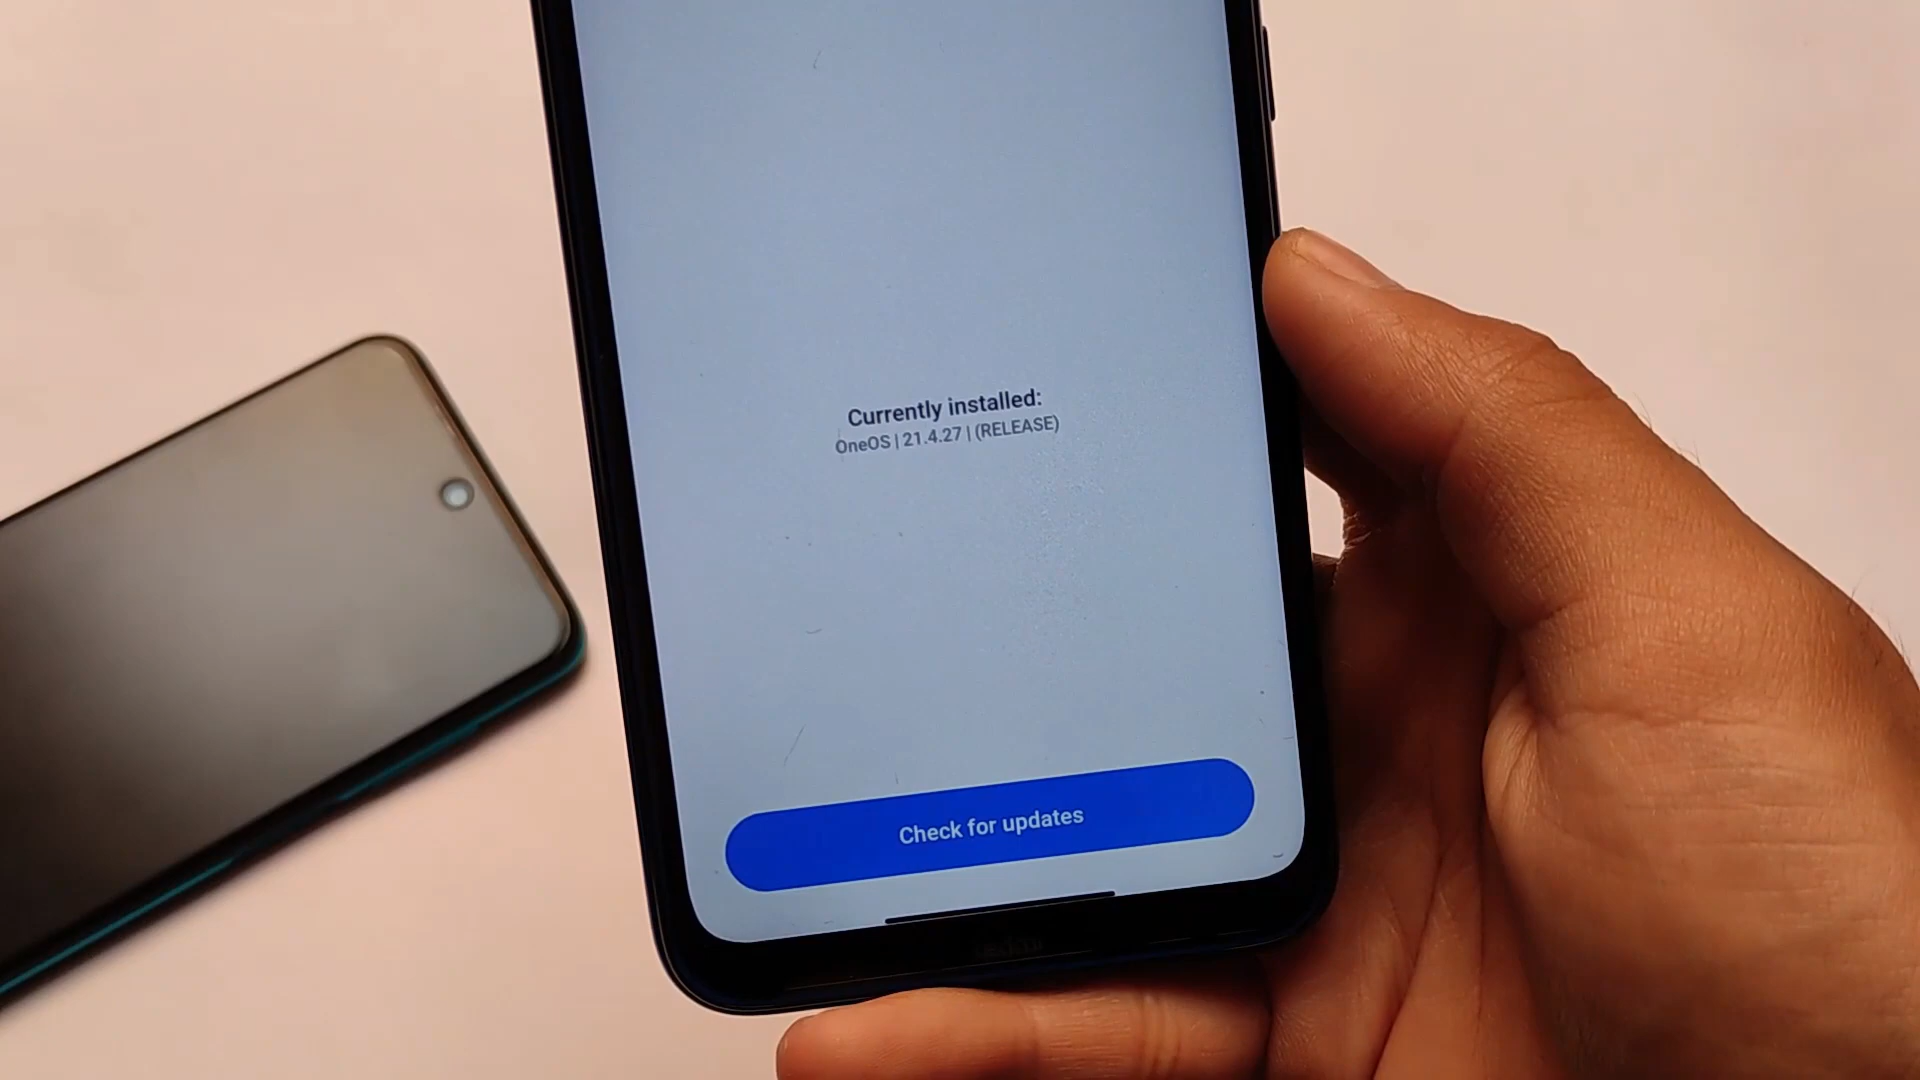 Currently installed:
OneOS | 21.4.27 | (RELEASE)
Check for updates